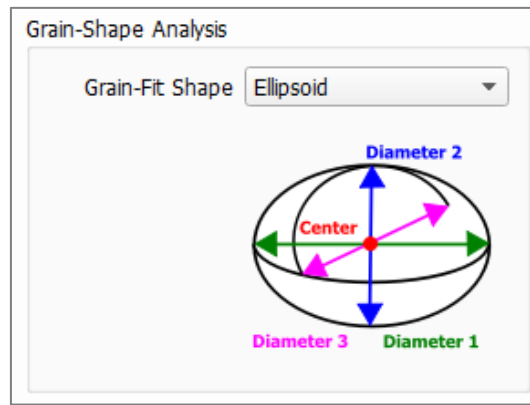 Grain-Shape Analysis
Grain-Fit Shape Ellipsoid
Diameter 2
Center
Diameter 3 Diameter 1